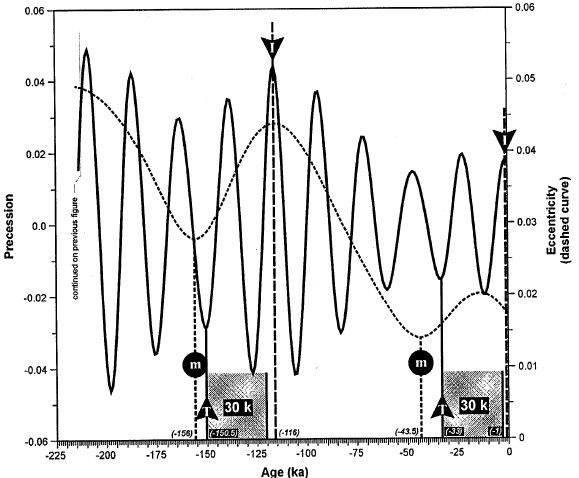 0.06
0.04
0.02
0.0
-0.02
-0.04
-0.06
Precession
continued on previous figure
0.06
0.05
0.04
0.03
0.02
0.01
0
Eccentricity
(dashed curve)
T
T
m
m
T
30 k
T
30 k
(-156)
(-150.5)
(-116)
(-43.5)
(-33)
(-1)
-225
-200
-175
-150
-125
-100
-75
-50
-25
0
Age (ka)